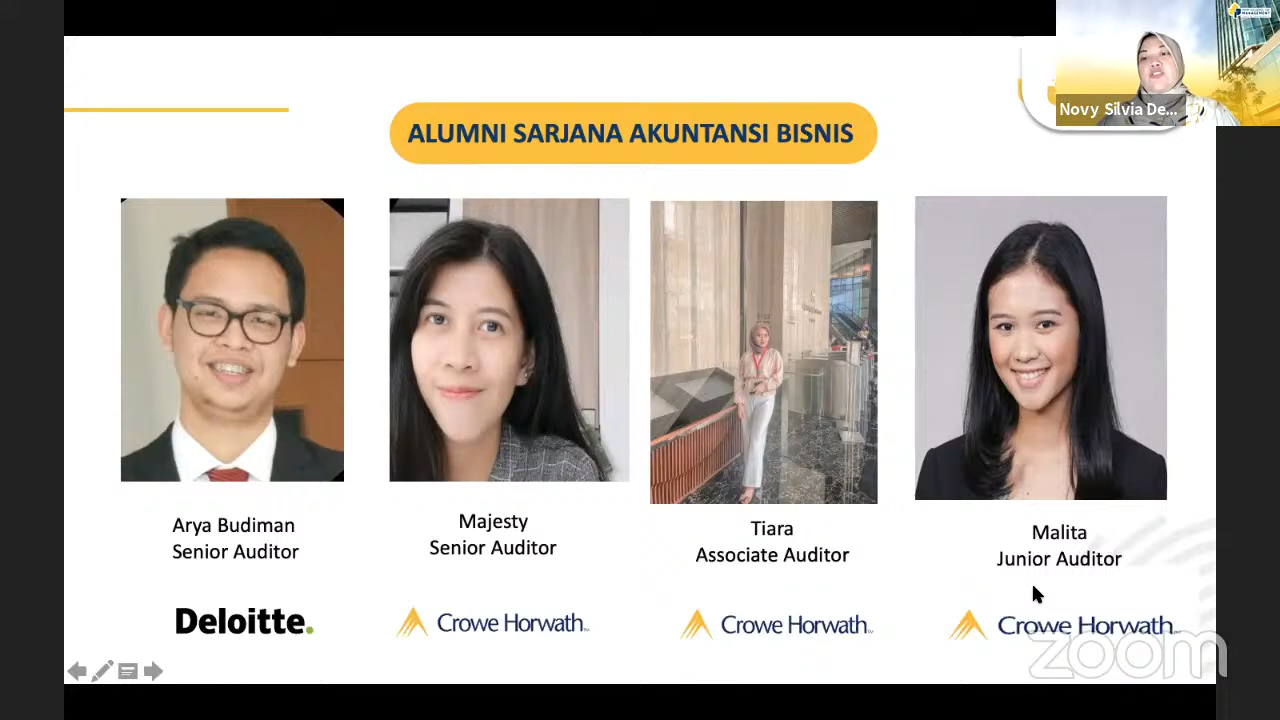 Novy Silvia De...
ALUMNI SARJANA AKUNTANSI BISNIS
Arya Budiman
Senior Auditor
Majesty
Senior Auditor
Tiara
Associate Auditor
Malita
Junior Auditor
Deloitte.
Crowe Horwath
Crowe Horwath
Crowe Horwath
zoom